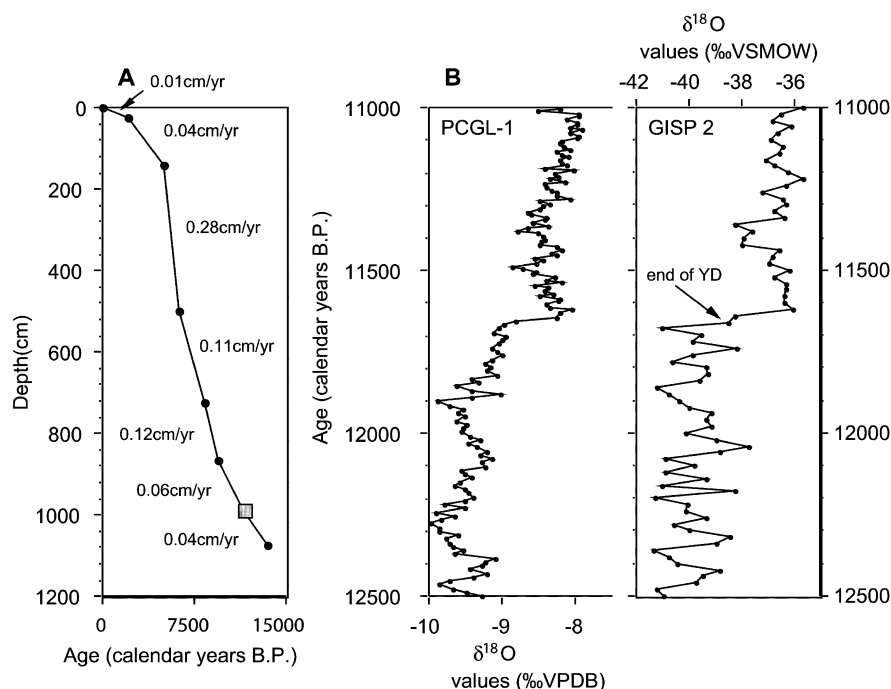 δ18O
values (‰VSMOW)
A
B
0.01cm/yr
-42 -40 -38 -36
0
11000
11000
PCGL-1
GISP 2
0.04cm/yr
200
0.28cm/yr
400
11500
11500
end of YD
Depth(cm)
Age (calendar years B.P.)
600
0.11cm/yr
800
12000
12000
0.12cm/yr
0.06cm/yr
1000
0.04cm/yr
1200
12500
12500
0 7500 15000
-10 -9 -8
Age (calendar years B.P.)
δ18O
values (‰VPDB)